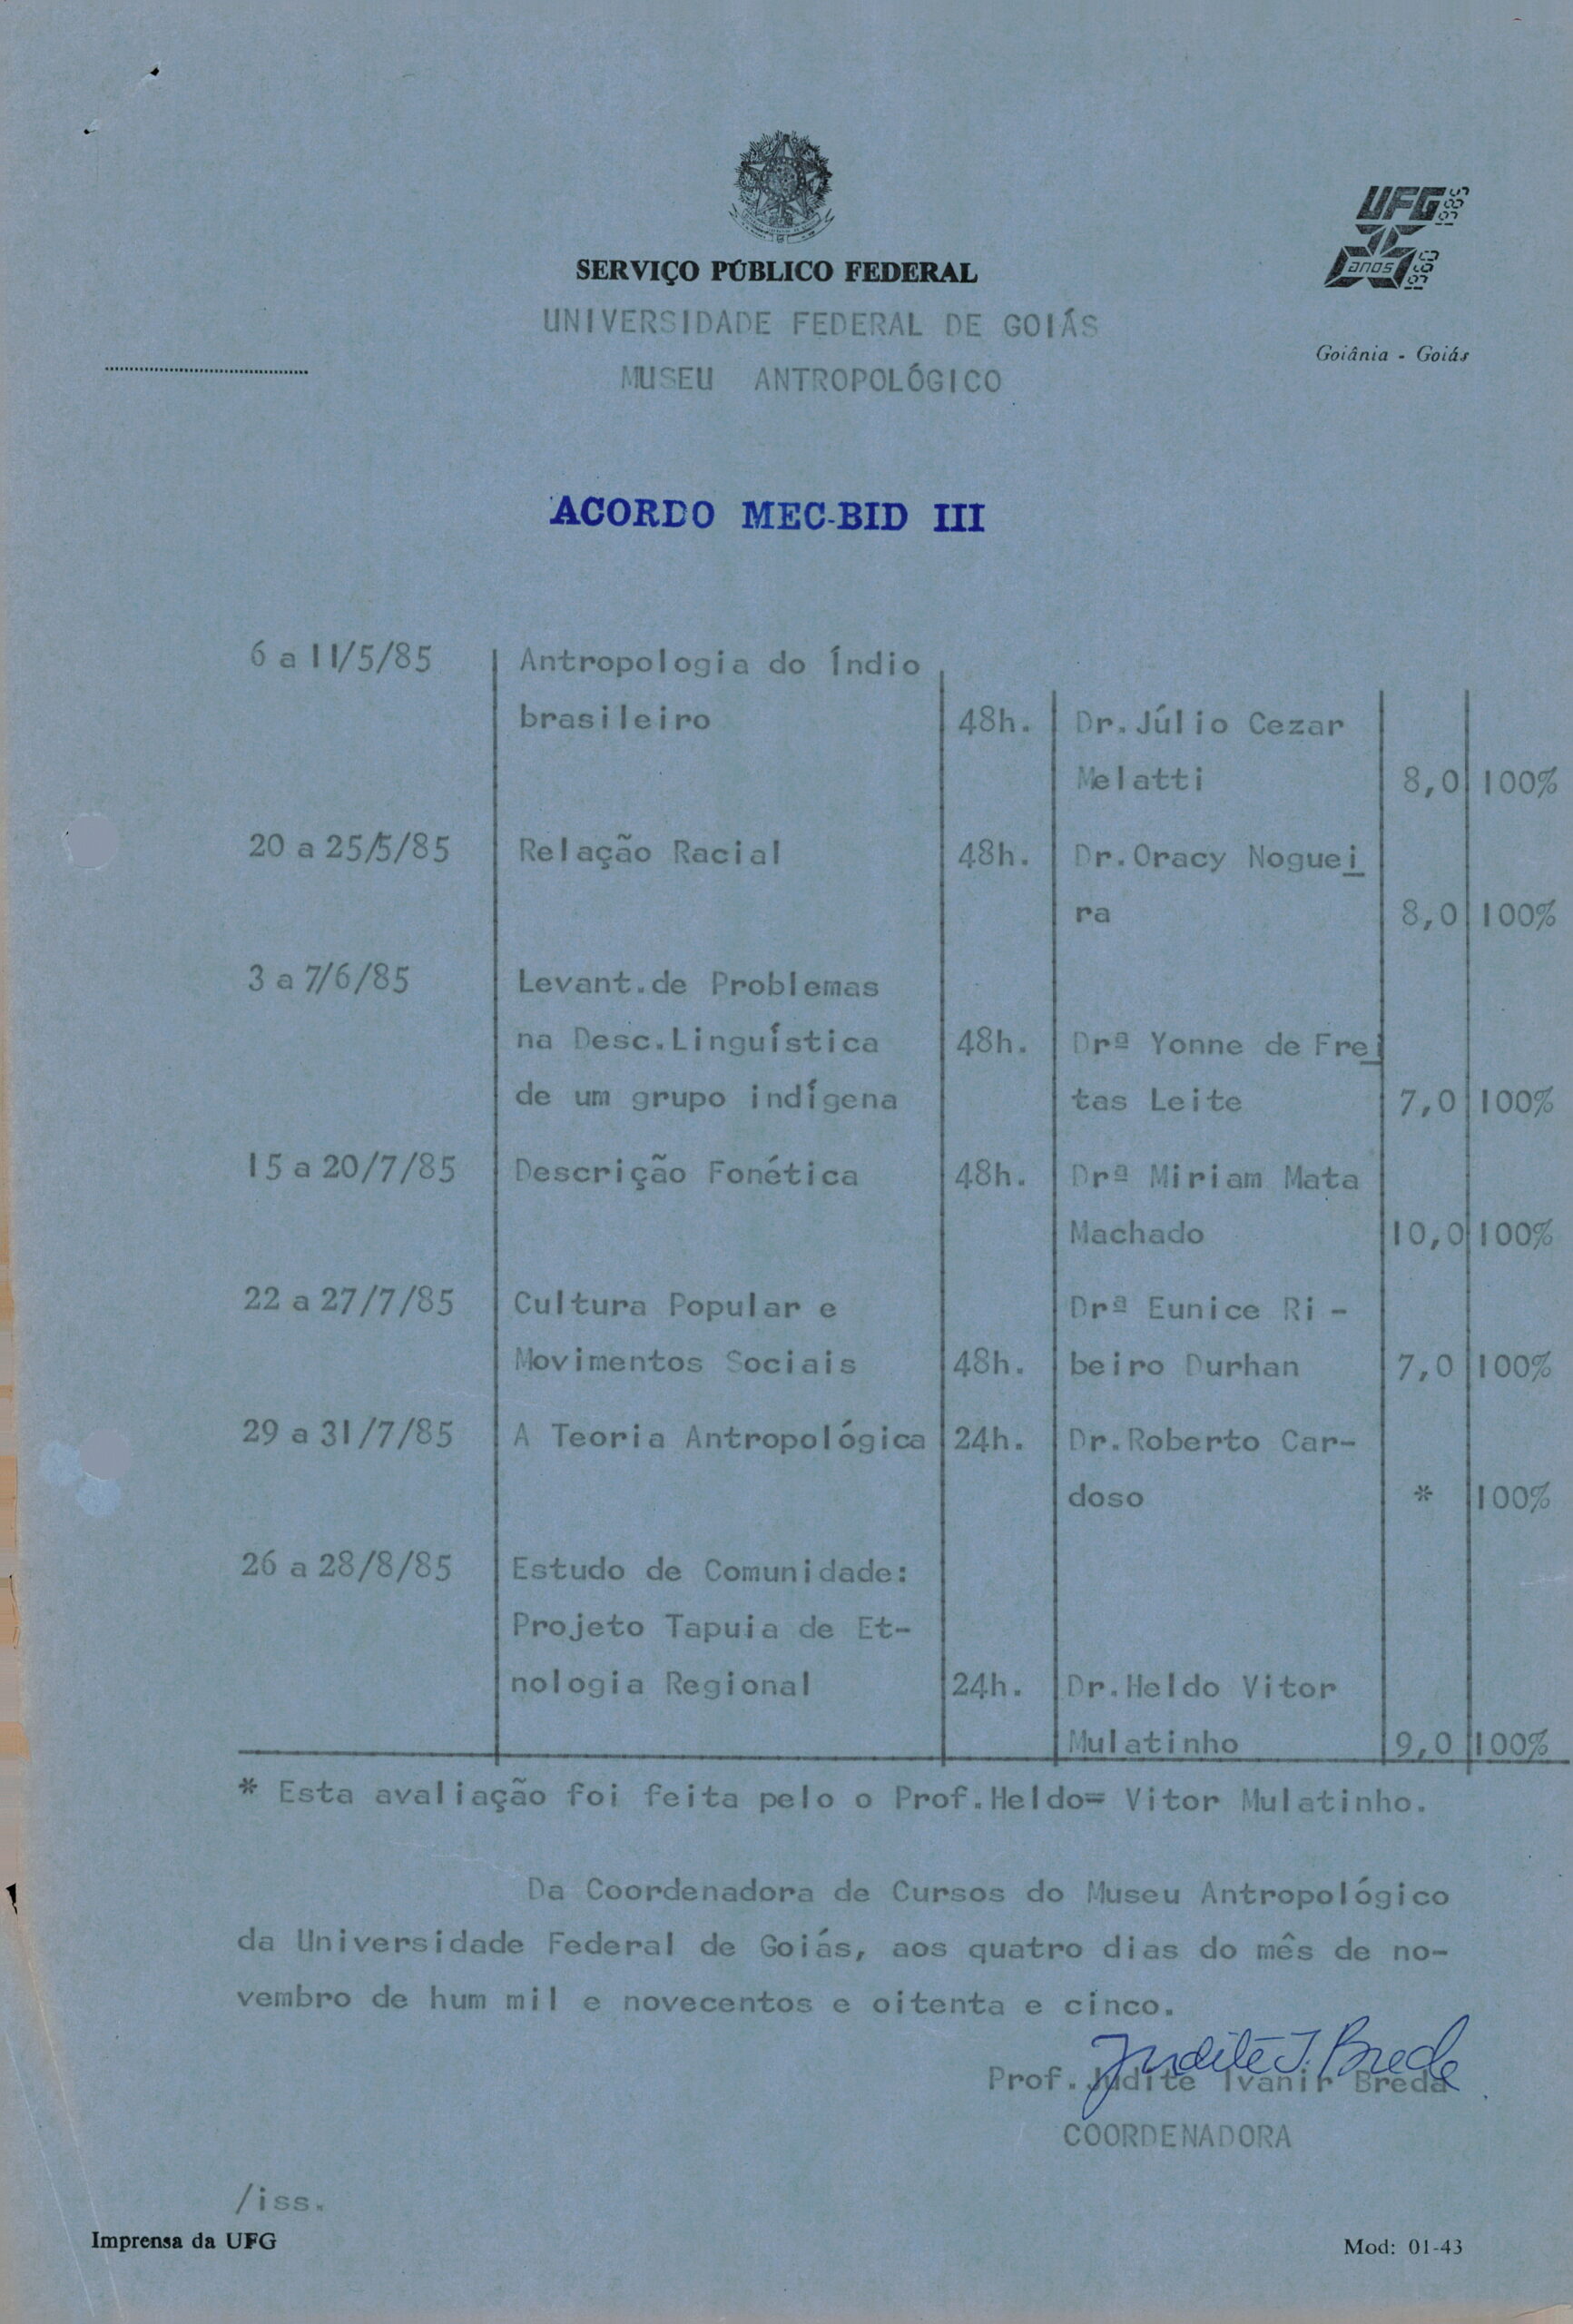 SERVIÇO PÚBLICO FEDERAL
UFG
1985
anos
1960
UNIVERSIDADE FEDERAL DE GOIÁS
Goiânia - Goiás
MUSEU ANTROPOLÓGICO
ACORDO MEC-BID III
6 a 11/5/85 Antropologia do Índio
brasileiro 48h. Dr.Júlio Cezar
Melatti 8,0 100%
20 a 25/5/85 Relação Racial 48h. Dr.Oracy Noguei
ra 8,0 100%
3 a 7/6/85 Levant.de Problemas
na Desc.Linguística 48h. Drª Yonne de Frei
de um grupo indígena tas Leite 7,0 100%
15 a 20/7/85 Descrição Fonética 48h. Drª Miriam Mata
Machado 10,0 100%
22 a 27/7/85 Cultura Popular e Drª Eunice Ri -
Movimentos Sociais 48h. beiro Durhan 7,0 100%
29 a 31/7/85 A Teoria Antropológica 24h. Dr.Roberto Car-
doso * 100%
26 a 28/8/85 Estudo de Comunidade:
Projeto Tapuia de Et-
nologia Regional 24h. Dr.Heldo Vitor
Mulatinho 9,0 100%
* Esta avaliação foi feita pelo o Prof.Heldo= Vitor Mulatinho.
Da Coordenadora de Cursos do Museu Antropológico
da Universidade Federal de Goiás, aos quatro dias do mês de no-
vembro de hum mil e novecentos e oitenta e cinco.
Judite I. Breda
Prof.Judite Ivanir Breda
COORDENADORA
/iss.
Imprensa da UFG
Mod: 01-43